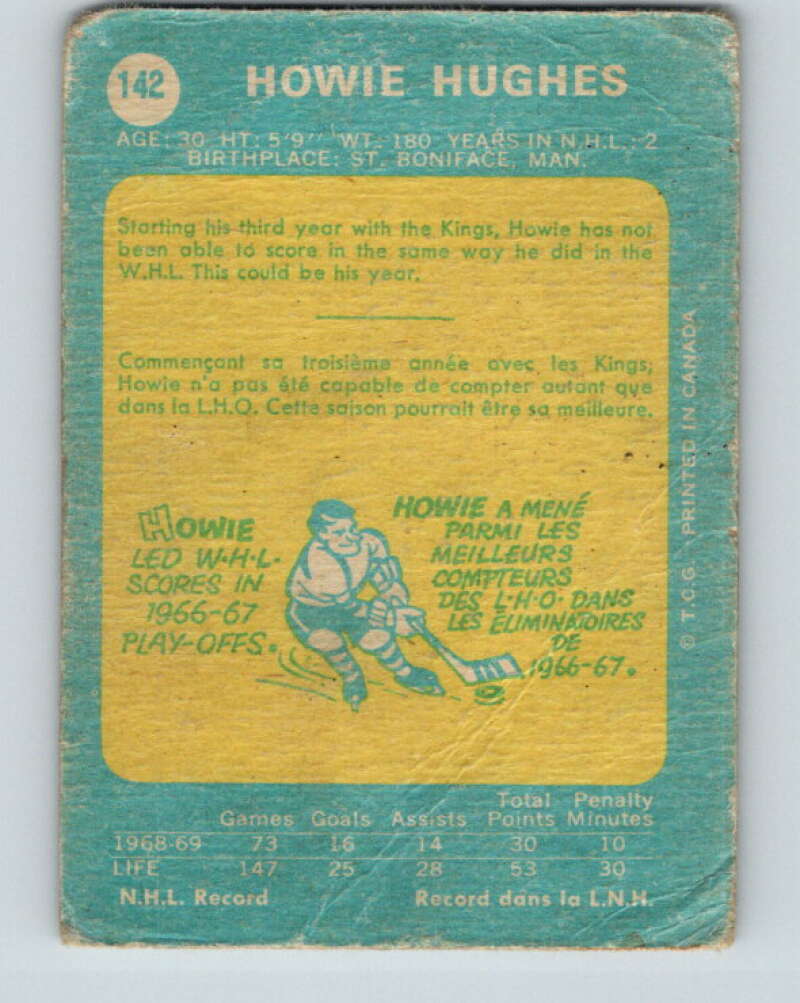 142
HOWIE HUGHES
AGE: 30 HT: 5'9" WT. 180 YEARS IN N.H.L.: 2
BIRTHPLACE: ST. BONIFACE, MAN.
Starting his third year with the Kings, Howie has not
been able to score in the same way he did in the
W.H.L. This could be his year.
Commençant sa troisième année avec les Kings,
Howie n'a pas été capable de compter autant que
dans la L.H.O. Cette saison pourrait être sa meilleure.
HOWIE
LED W-H-L-
SCORES IN
1966-67
PLAY-OFFS.
HOWIE A MENÉ
PARMI LES
MEILLEURS
COMPTEURS
DES L·H·O· DANS
LES ÉLIMINATOIRES
DE
1966-67.
© T.C.G. PRINTED IN CANADA
Total Penalty
Games Goals Assists Points Minutes
1968-69 73 16 14 30 10
LIFE 147 25 28 53 30
N.H.L. Record Record dans la L.N.H.